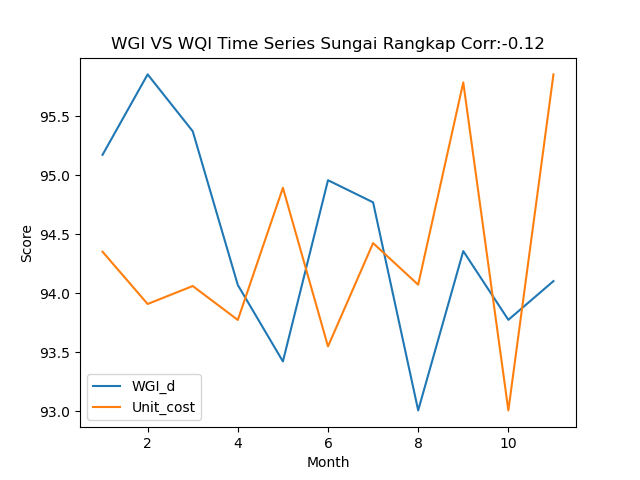 WGI VS WQI Time Series Sungai Rangkap Corr:-0.12
Score
95.5
95.0
94.5
94.0
93.5
93.0
WGI_d
Unit_cost
2
4
6
8
10
Month